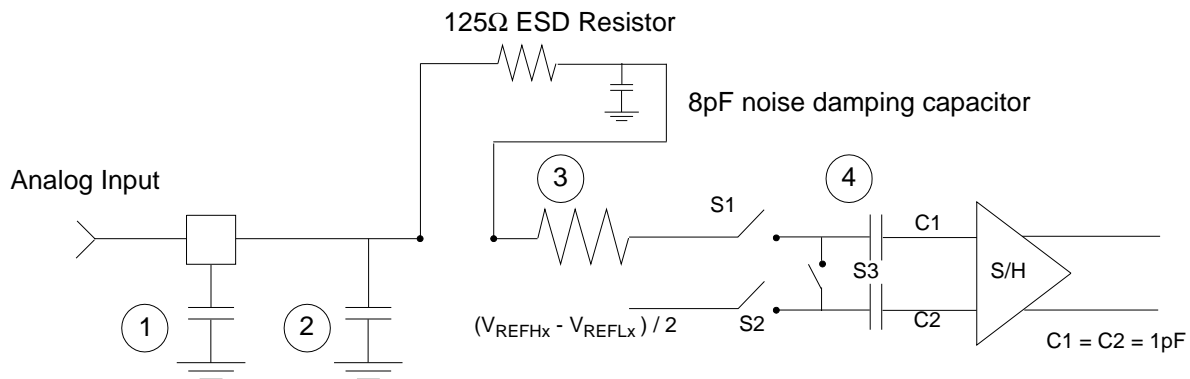 125Ω ESD Resistor
8pF noise damping capacitor
Analog Input
3
4
S1
C1
S3
S/H
1
2
(VREFHx - VREFLx) / 2
S2
C2
C1 = C2 = 1pF